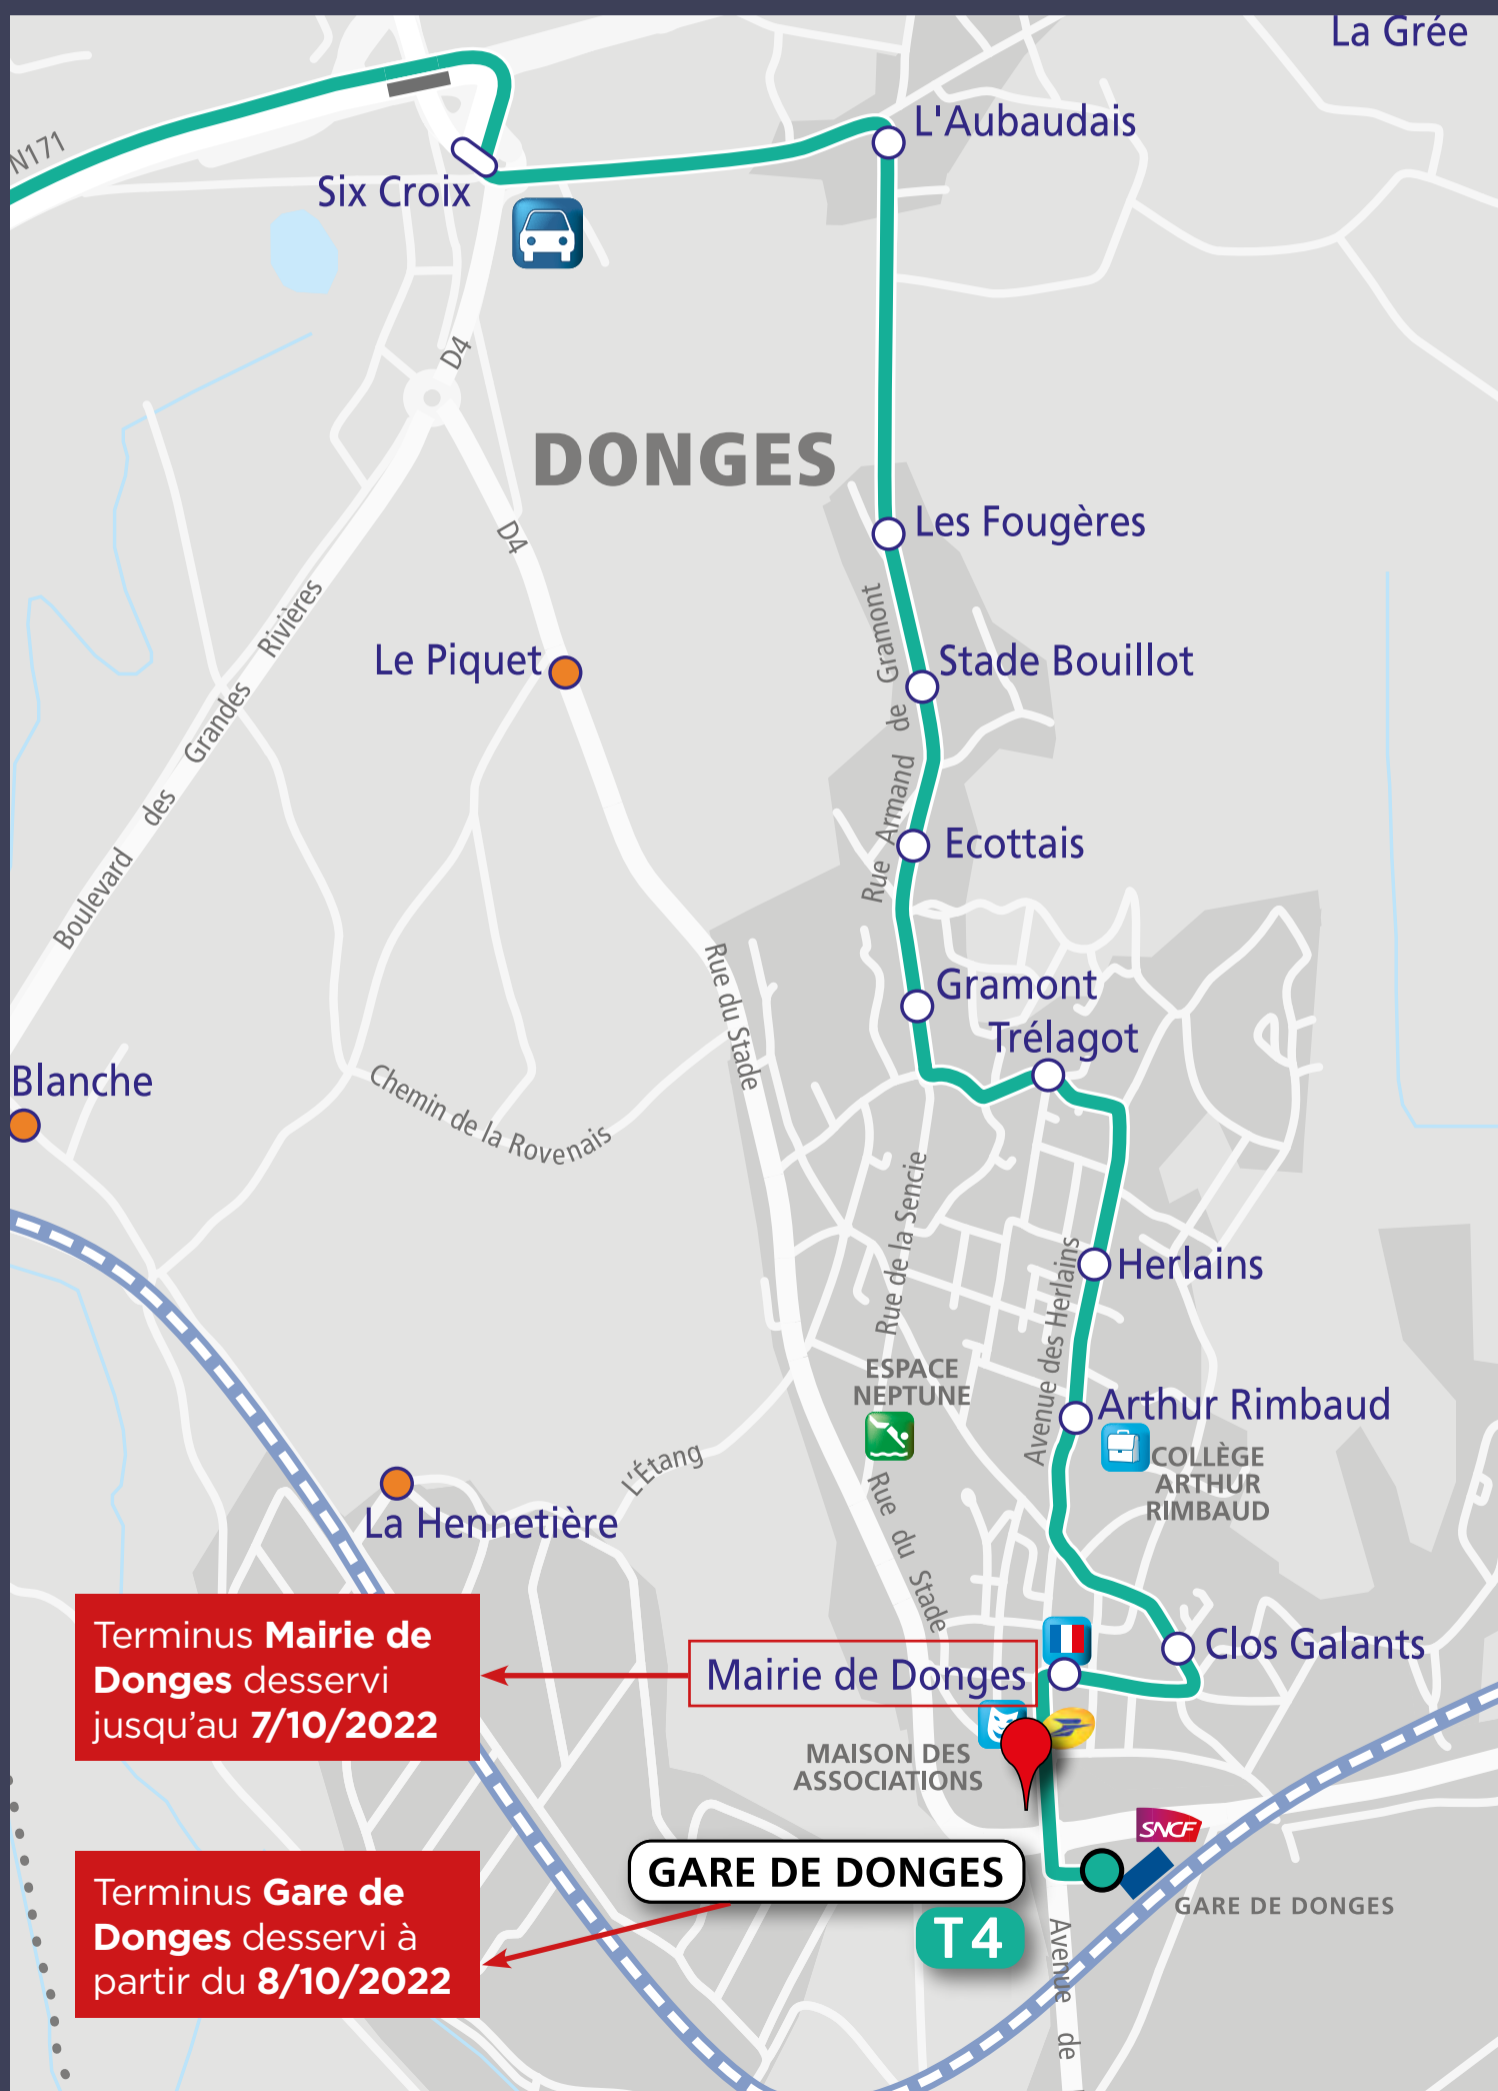 La Grée
L'Aubaudais
N171
Six Croix
D4
DONGES
D4
Les Fougères
Boulevard des Grandes Rivières
Rue Armand de Gramont
Le Piquet
Stade Bouillot
Ecottais
Rue du Stade
Gramont
Trélagot
Blanche
Chemin de la Rovenais
Rue de la Sencie
Avenue des Herlains
Herlains
ESPACE
NEPTUNE
Arthur Rimbaud
COLLÈGE
ARTHUR
RIMBAUD
L'Étang
Rue du Stade
La Hennetière
Terminus Mairie de
Donges desservi
jusqu'au 7/10/2022
Mairie de Donges
Clos Galants
MAISON DES
ASSOCIATIONS
SNCF
GARE DE DONGES
GARE DE DONGES
Terminus Gare de
Donges desservi à
partir du 8/10/2022
T4
Avenue de